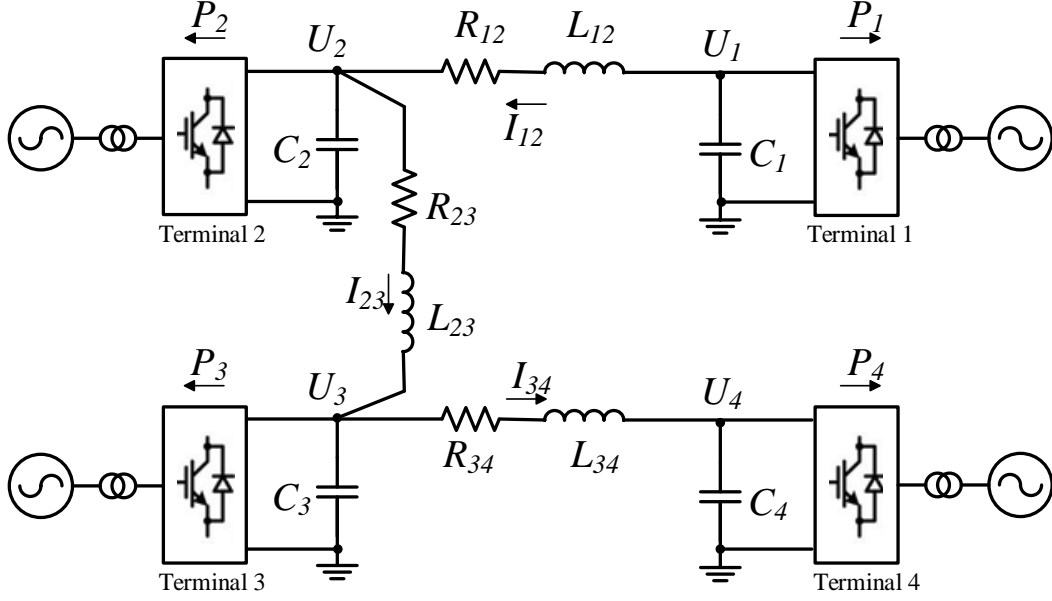 P2
U2
R12
L12
U1
P1
I12
C2
C1
R23
Terminal 2
Terminal 1
I23
L23
P3
U3
I34
U4
P4
R34
L34
C3
C4
Terminal 3
Terminal 4